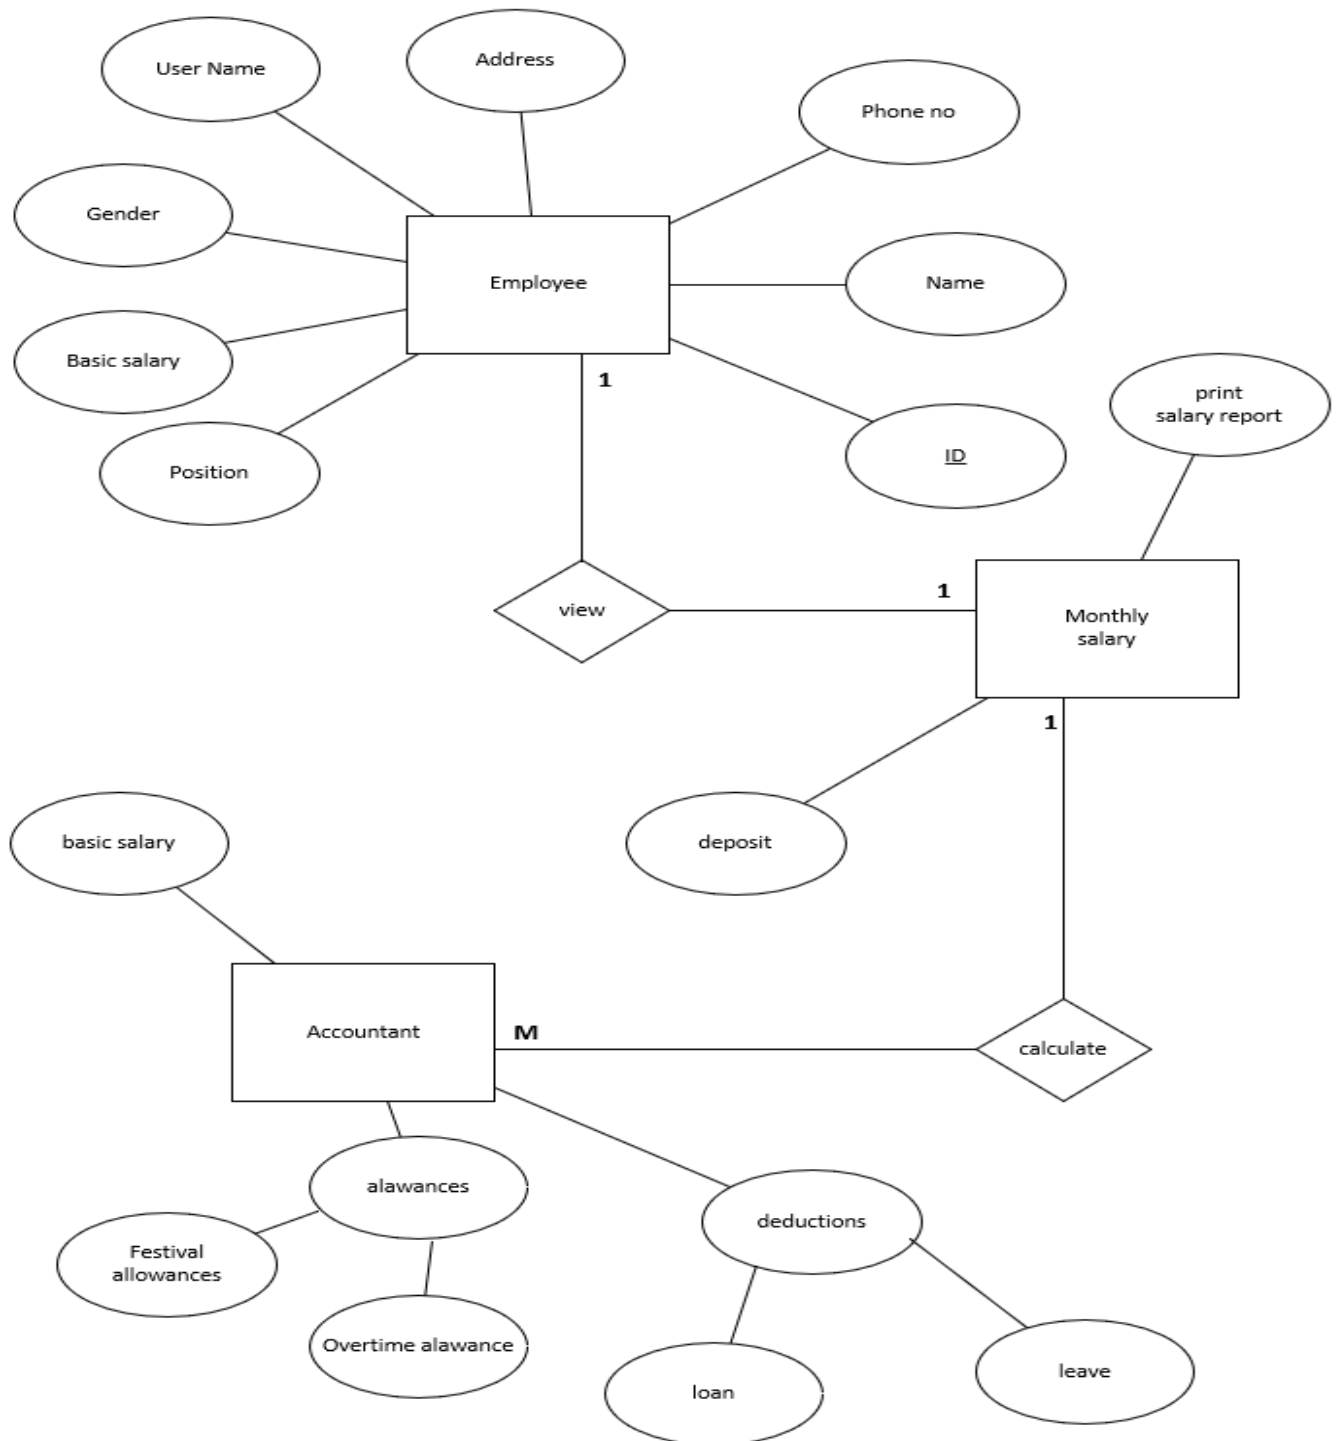 User Name
Address
Phone no
Gender
Employee
Name
Basic salary
1
print
salary report
Position
ID
view
1
Monthly
salary
1
basic salary
deposit
Accountant
M
calculate
alawances
deductions
Festival
allowances
Overtime alawance
loan
leave